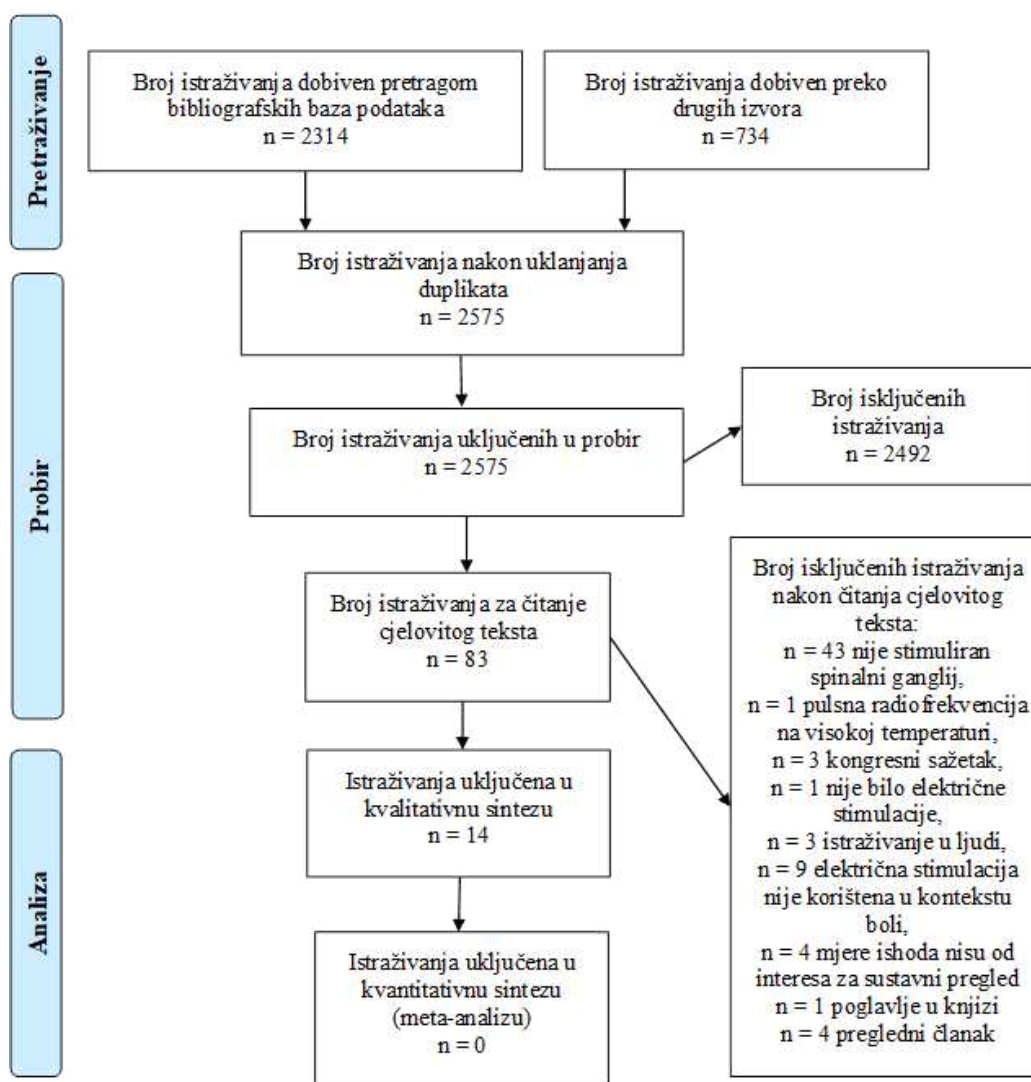 Pretraživanje
Broj istraživanja dobiven pretragom
bibliografskih baza podataka
n = 2314
Broj istraživanja dobiven preko
drugih izvora
n =734
Broj istraživanja nakon uklanjanja
duplikata
n = 2575
Probir
Broj istraživanja uključenih u probir
n = 2575
Broj isključenih
istraživanja
n = 2492
Broj istraživanja za čitanje
cjelovitog teksta
n = 83
Broj isključenih istraživanja
nakon čitanja cjelovitog
teksta:
n = 43 nije stimuliran
spinalni ganglij,
n = 1 pulsna radiofrekvencija
na visokoj temperaturi,
n = 3 kongresni sažetak,
n = 1 nije bilo električne
stimulacije,
n = 3 istraživanje u ljudi,
n = 9 električna stimulacija
nije korištena u kontekstu
boli,
n = 4 mjere ishoda nisu od
interesa za sustavni pregled
n = 1 poglavlje u knjizi
n = 4 pregledni članak
Analiza
Istraživanja uključena u
kvalitativnu sintezu
n = 14
Istraživanja uključena u
kvantitativnu sintezu
(meta-analizu)
n = 0